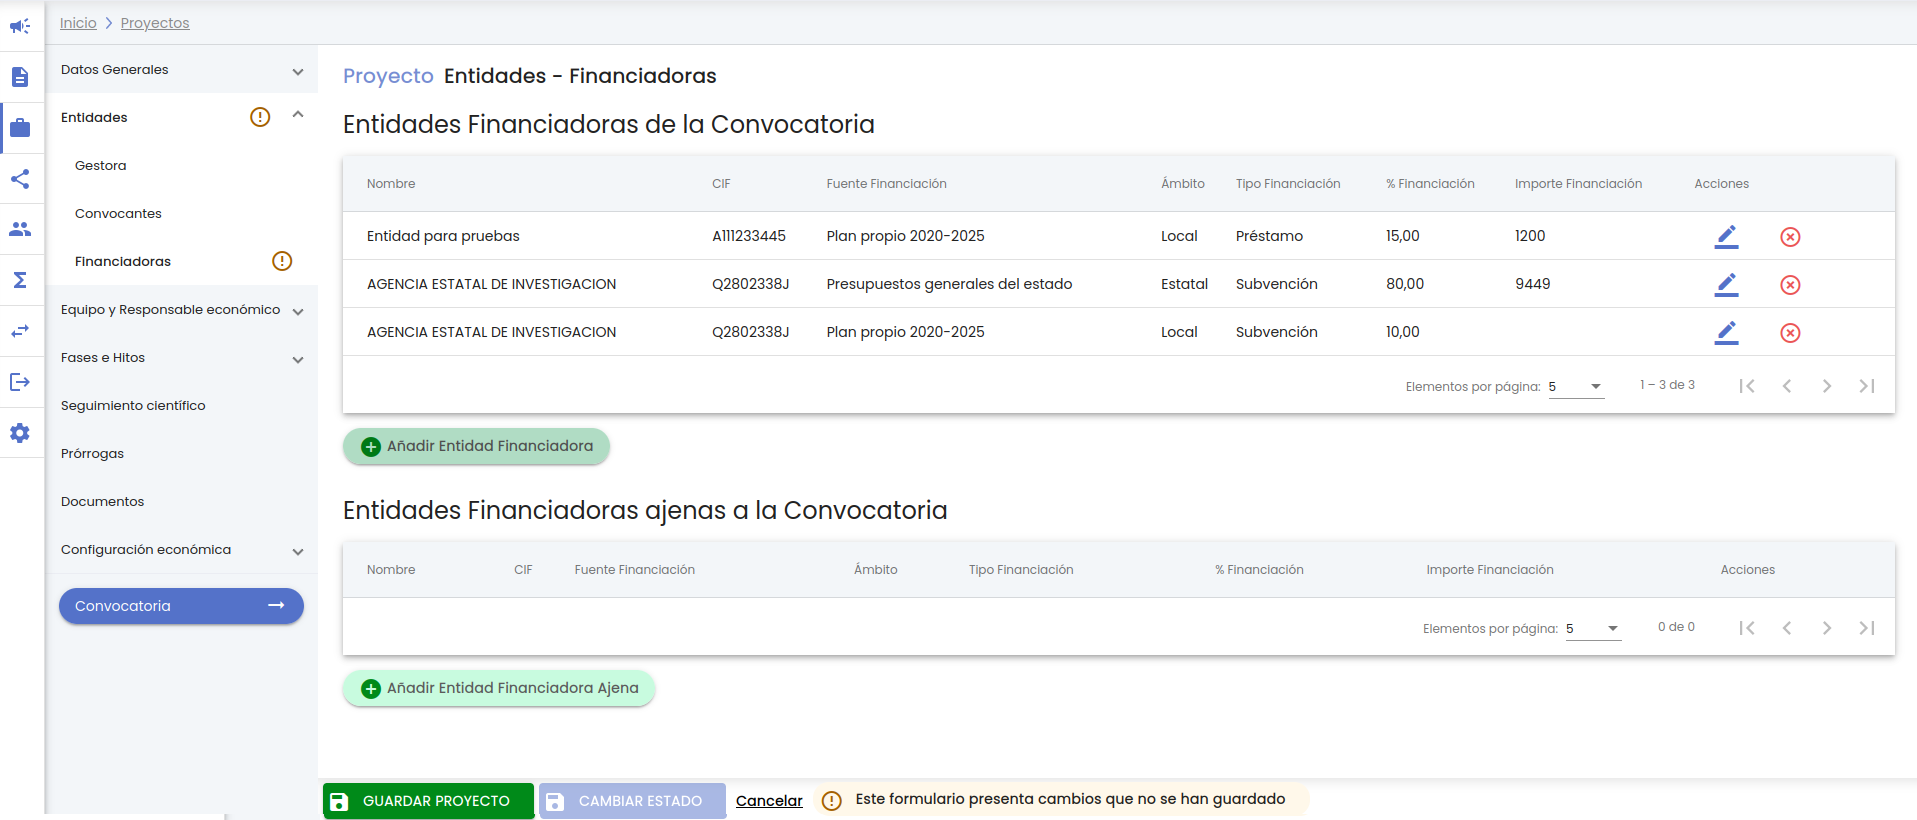 Inicio > Proyectos
Datos Generales
Entidades
Gestora
Convocantes
Financiadoras
Equipo y Responsable económico
Fases e Hitos
Seguimiento científico
Prórrogas
Documentos
Configuración económica
Convocatoria
Proyecto Entidades - Financiadoras
Entidades Financiadoras de la Convocatoria
Nombre CIF Fuente Financiación Ámbito Tipo Financiación % Financiación Importe Financiación Acciones
Entidad para pruebas A111233445 Plan propio 2020-2025 Local Préstamo 15,00 1200
AGENCIA ESTATAL DE INVESTIGACION Q2802338J Presupuestos generales del estado Estatal Subvención 80,00 9449
AGENCIA ESTATAL DE INVESTIGACION Q2802338J Plan propio 2020-2025 Local Subvención 10,00
Elementos por página: 5 1 – 3 de 3
Añadir Entidad Financiadora
Entidades Financiadoras ajenas a la Convocatoria
Nombre CIF Fuente Financiación Ámbito Tipo Financiación % Financiación Importe Financiación Acciones
Elementos por página: 5 0 de 0
Añadir Entidad Financiadora Ajena
GUARDAR PROYECTO CAMBIAR ESTADO Cancelar Este formulario presenta cambios que no se han guardado